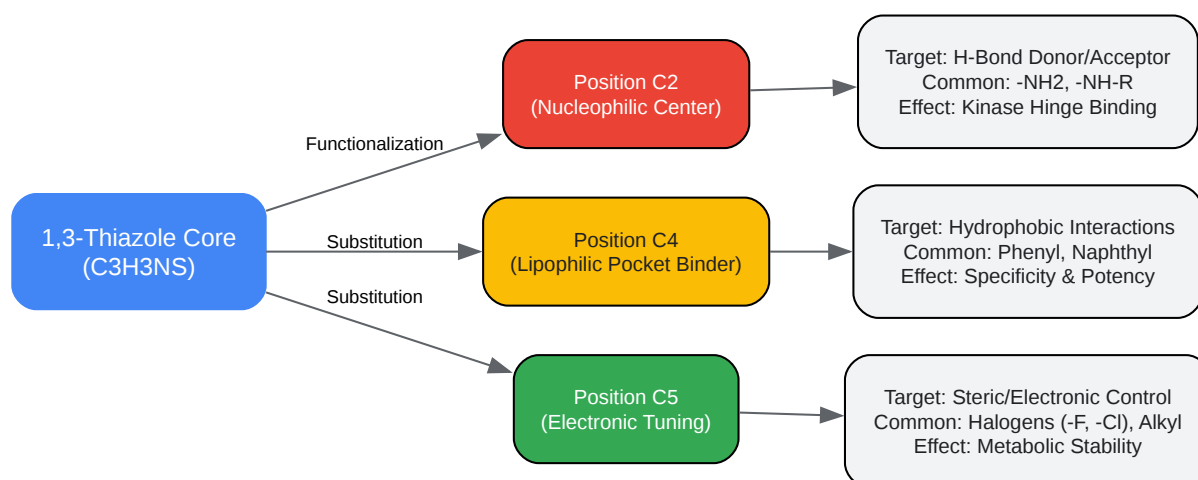 1,3-Thiazole Core
(C3H3NS)
Functionalization
Substitution
Substitution
Position C2
(Nucleophilic Center)
Target: H-Bond Donor/Acceptor
Common: -NH2, -NH-R
Effect: Kinase Hinge Binding
Position C4
(Lipophilic Pocket Binder)
Target: Hydrophobic Interactions
Common: Phenyl, Naphthyl
Effect: Specificity & Potency
Position C5
(Electronic Tuning)
Target: Steric/Electronic Control
Common: Halogens (-F, -Cl), Alkyl
Effect: Metabolic Stability